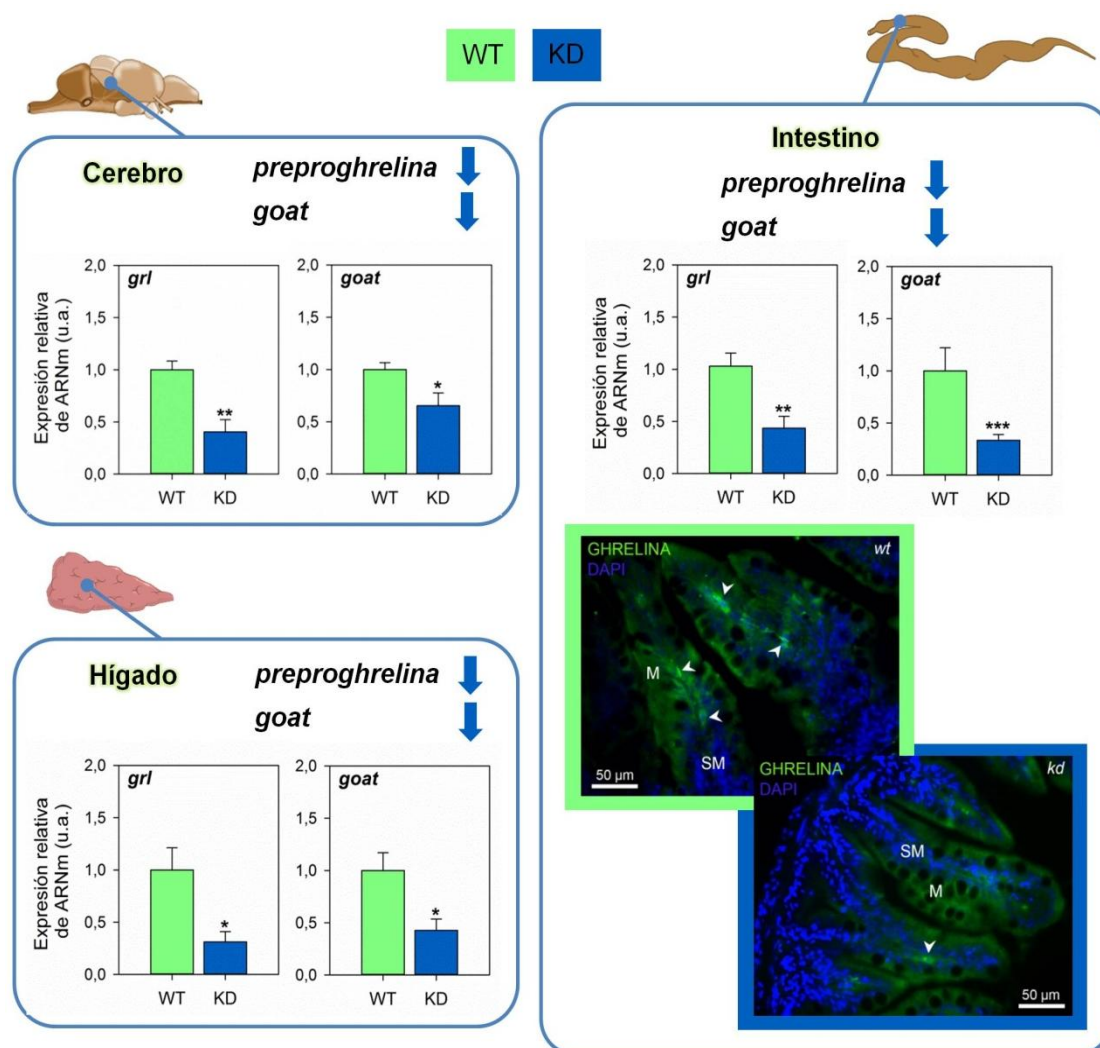 WT
KD
Cerebro
preproghrelina
goat
Expresión relativa
de ARNm (u.a.)
grl
2,0
1,5
1,0
0,5
0,0
WT
KD
goat
2,0
1,5
1,0
0,5
0,0
**
*
WT
KD
Hígado
preproghrelina
goat
Expresión relativa
de ARNm (u.a.)
grl
2,0
1,5
1,0
0,5
0,0
*
WT
KD
goat
2,0
1,5
1,0
0,5
0,0
*
WT
KD
Intestino
preproghrelina
goat
Expresión relativa
de ARNm (u.a.)
grl
2,0
1,5
1,0
0,5
0,0
**
WT
KD
goat
2,0
1,5
1,0
0,5
0,0
***
WT
KD
GHRELINA
DAPI
wt
M
SM
50 µm
GHRELINA
DAPI
kd
SM
M
50 µm